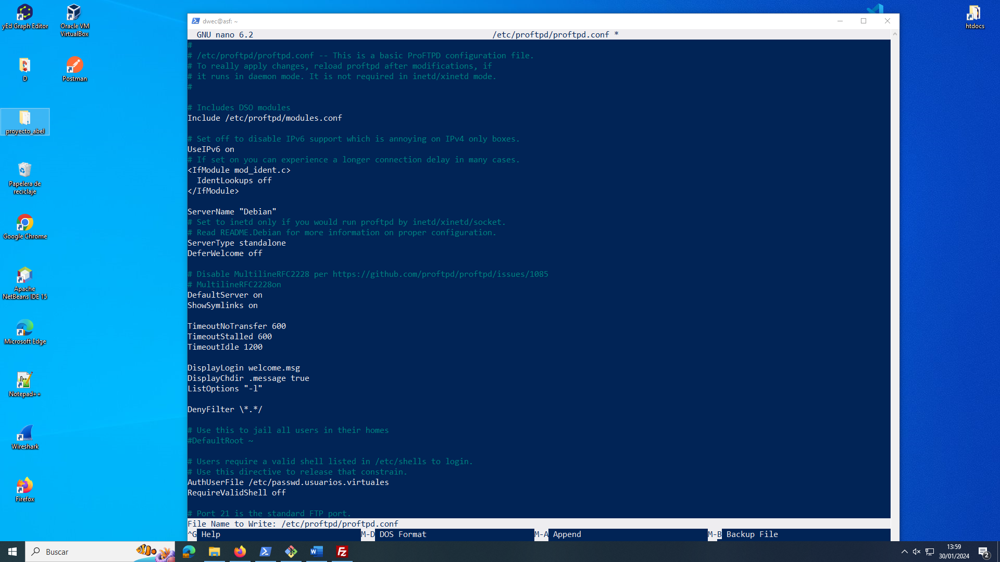 yEd Graph Editor
Oracle VM
VirtualBox
D
Postman
proyecto_abel
Papelera de
reciclaje
Google Chrome
Apache
NetBeans IDE 15
Microsoft Edge
Notepad++
Wireshark
Firefox
htdocs
dwec@asf: ~
GNU nano 6.2 /etc/proftpd/proftpd.conf *
#
# /etc/proftpd/proftpd.conf -- This is a basic ProFTPD configuration file.
# To really apply changes, reload proftpd after modifications, if
# it runs in daemon mode. It is not required in inetd/xinetd mode.
#
# Includes DSO modules
Include /etc/proftpd/modules.conf
# Set off to disable IPv6 support which is annoying on IPv4 only boxes.
UseIPv6 on
# If set on you can experience a longer connection delay in many cases.
<IfModule mod_ident.c>
  IdentLookups off
</IfModule>
ServerName "Debian"
# Set to inetd only if you would run proftpd by inetd/xinetd/socket.
# Read README.Debian for more information on proper configuration.
ServerType standalone
DeferWelcome off
# Disable MultilineRFC2228 per https://github.com/proftpd/proftpd/issues/1085
# MultilineRFC2228on
DefaultServer on
ShowSymlinks on
TimeoutNoTransfer 600
TimeoutStalled 600
TimeoutIdle 1200
DisplayLogin welcome.msg
DisplayChdir .message true
ListOptions "-l"
DenyFilter \*.*/
# Use this to jail all users in their homes
#DefaultRoot ~
# Users require a valid shell listed in /etc/shells to login.
# Use this directive to release that constrain.
AuthUserFile /etc/passwd.usuarios.virtuales
RequireValidShell off
# Port 21 is the standard FTP port.
File Name to Write: /etc/proftpd/proftpd.conf
^G Help M-D DOS Format M-A Append M-B Backup File
Buscar
13:59
30/01/2024
2